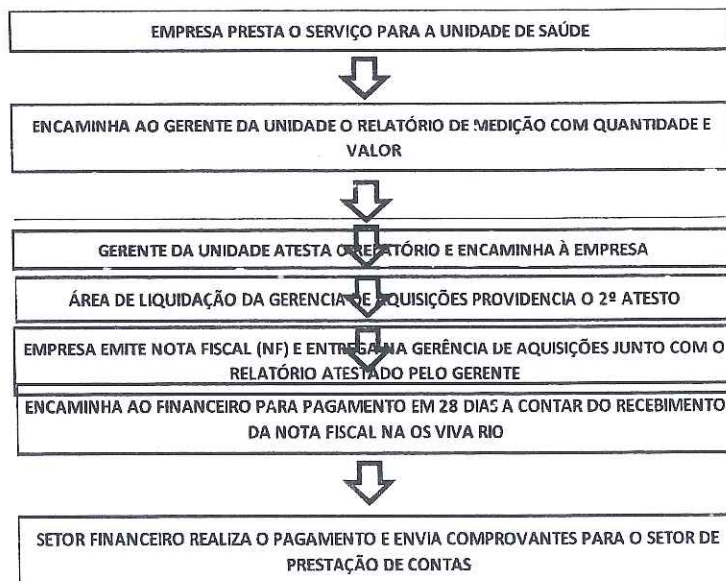 EMPRESA PRESTA O SERVIÇO PARA A UNIDADE DE SAÚDE
ENCAMINHA AO GERENTE DA UNIDADE O RELATÓRIO DE MEDIÇÃO COM QUANTIDADE E
VALOR
GERENTE DA UNIDADE ATESTA O RELATÓRIO E ENCAMINHA À EMPRESA
ÁREA DE LIQUIDAÇÃO DA GERENCIA DE AQUISIÇÕES PROVIDENCIA O 2º ATESTO
EMPRESA EMITE NOTA FISCAL (NF) E ENTREGA NA GERÊNCIA DE AQUISIÇÕES JUNTO COM O
RELATÓRIO ATESTADO PELO GERENTE
ENCAMINHA AO FINANCEIRO PARA PAGAMENTO EM 28 DIAS A CONTAR DO RECEBIMENTO
DA NOTA FISCAL NA OS VIVA RIO
SETOR FINANCEIRO REALIZA O PAGAMENTO E ENVIA COMPROVANTES PARA O SETOR DE
PRESTAÇÃO DE CONTAS